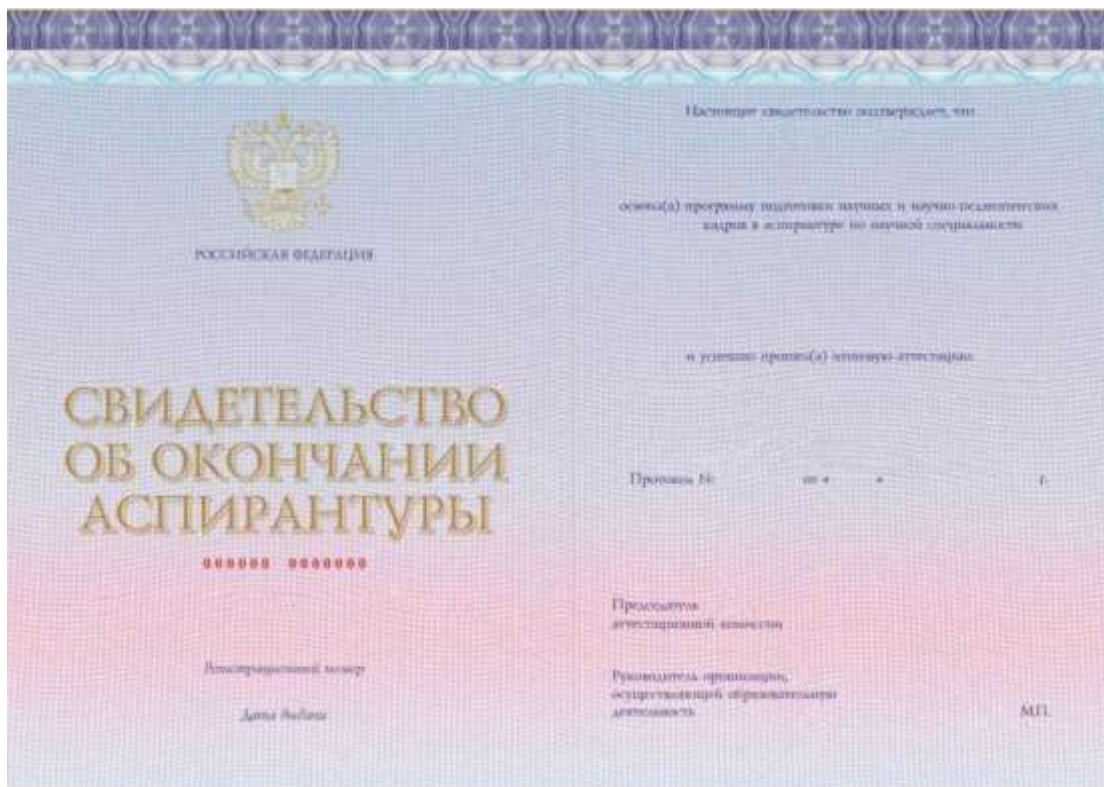 РОССИЙСКАЯ ФЕДЕРАЦИЯ
СВИДЕТЕЛЬСТВО
ОБ ОКОНЧАНИИ
АСПИРАНТУРЫ
000000 0000000
Регистрационный номер
Дата выдачи
Настоящее свидетельство подтверждает, что
освоил(а) программу подготовки научных и научно-педагогических
кадров в аспирантуре по научной специальности
и успешно прошел(а) итоговую аттестацию
Протокол № от « » г.
Председатель
аттестационной комиссии
Руководитель организации,
осуществляющей образовательную
деятельность М.П.